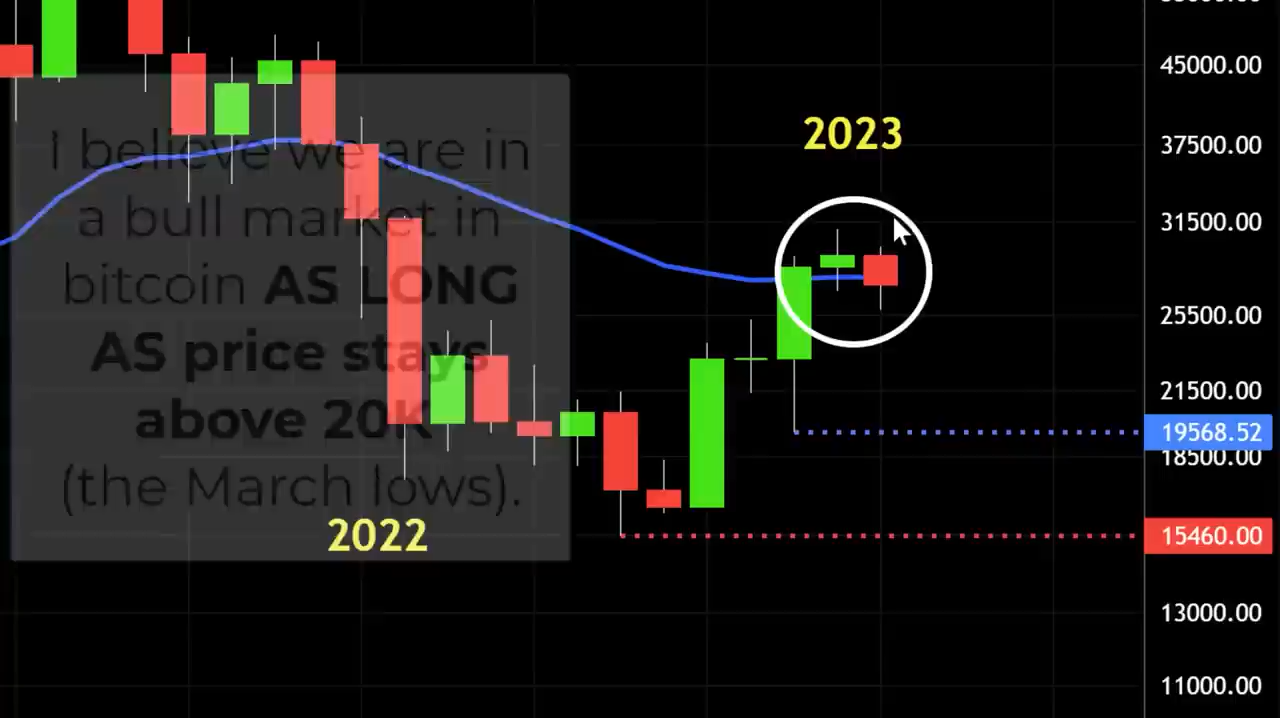 45000.00
2023
37500.00
I believe we are in
a bull market in
31500.00
bitcoin AS LONG
25500.00
AS price stays
21500.00
above 20K
19568.52
18500.00
(the March lows).
2022
15460.00
13000.00
11000.00